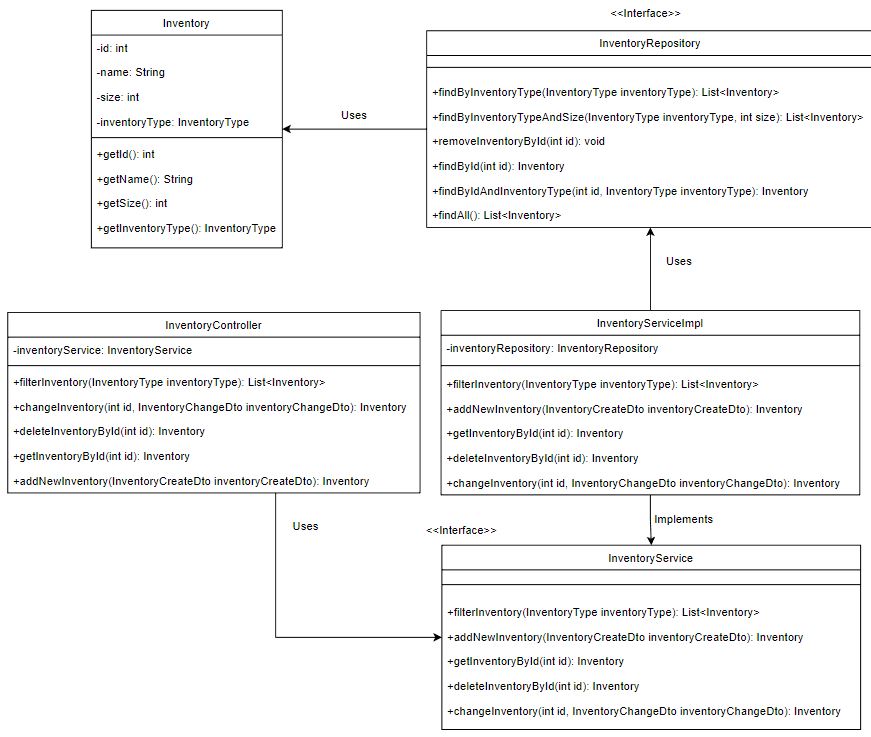 Inventory
-id: int
-name: String
-size: int
-inventoryType: InventoryType
+getId(): int
+getName(): String
+getSize(): int
+getInventoryType(): InventoryType
Uses
<<Interface>>
InventoryRepository
+findByInventoryType(InventoryType inventoryType): List<Inventory>
+findByInventoryTypeAndSize(InventoryType inventoryType, int size): List<Inventory>
+removeInventoryById(int id): void
+findById(int id): Inventory
+findByIdAndInventoryType(int id, InventoryType inventoryType): Inventory
+findAll(): List<Inventory>
Uses
InventoryController
-inventoryService: InventoryService
+filterInventory(InventoryType inventoryType): List<Inventory>
+changeInventory(int id, InventoryChangeDto inventoryChangeDto): Inventory
+deleteInventoryById(int id): Inventory
+getInventoryById(int id): Inventory
+addNewInventory(InventoryCreateDto inventoryCreateDto): Inventory
InventoryServiceImpl
-inventoryRepository: InventoryRepository
+filterInventory(InventoryType inventoryType): List<Inventory>
+addNewInventory(InventoryCreateDto inventoryCreateDto): Inventory
+getInventoryById(int id): Inventory
+deleteInventoryById(int id): Inventory
+changeInventory(int id, InventoryChangeDto inventoryChangeDto): Inventory
Uses
Implements
<<Interface>>
InventoryService
+filterInventory(InventoryType inventoryType): List<Inventory>
+addNewInventory(InventoryCreateDto inventoryCreateDto): Inventory
+getInventoryById(int id): Inventory
+deleteInventoryById(int id): Inventory
+changeInventory(int id, InventoryChangeDto inventoryChangeDto): Inventory